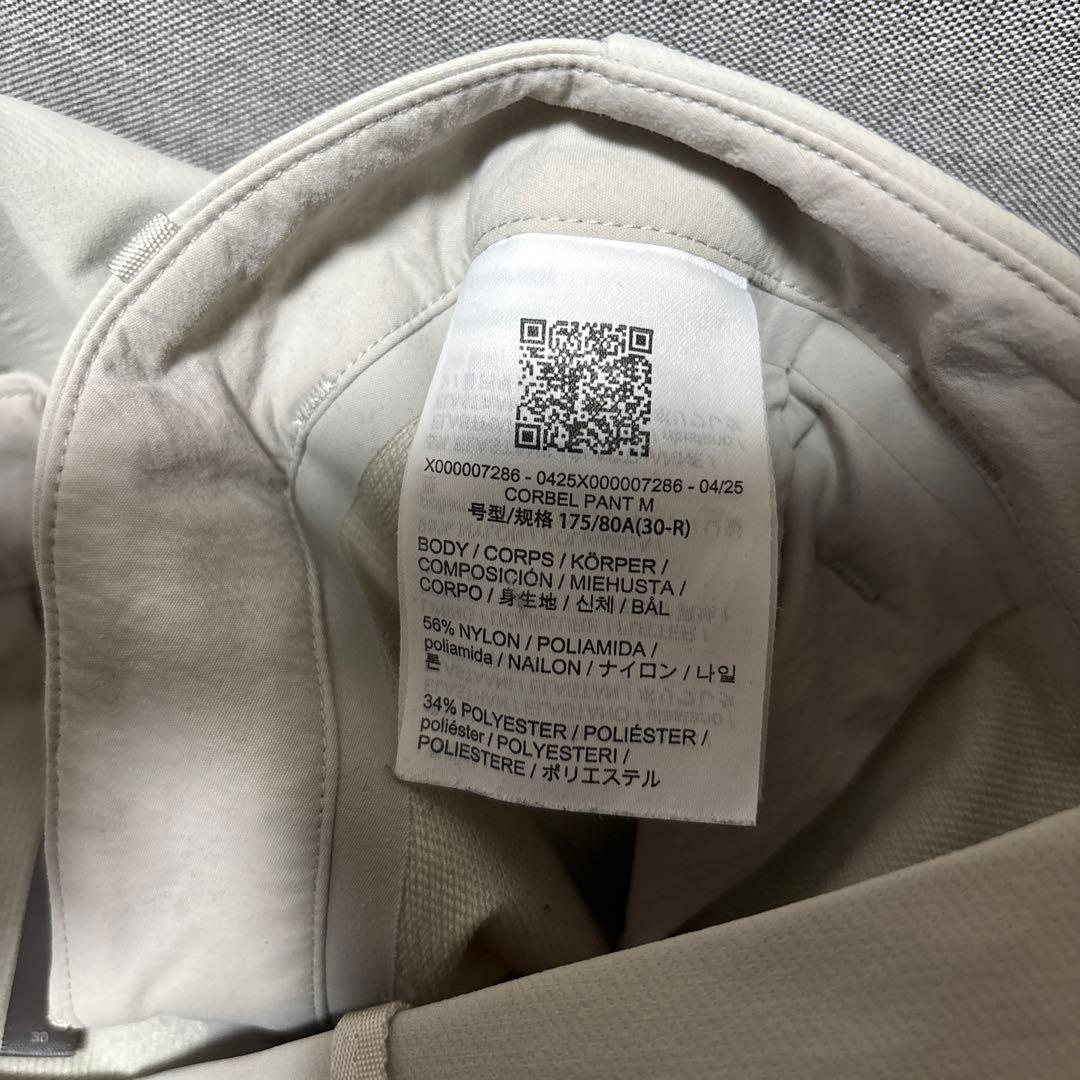 X000007286 - 0425X000007286 - 04/25
CORBEL PANT M
号型/规格 175/80A(30-R)
BODY / CORPS / KÖRPER /
COMPOSICIÓN / MIEHUSTA /
CORPO / 身生地 / 신체 / BÅL
56% NYLON / POLIAMIDA /
poliamida / NAILON / ナイロン / 나일
론
34% POLYESTER / POLIÉSTER /
poliéster / POLYESTERI /
POLIESTERE / ポリエステル
30